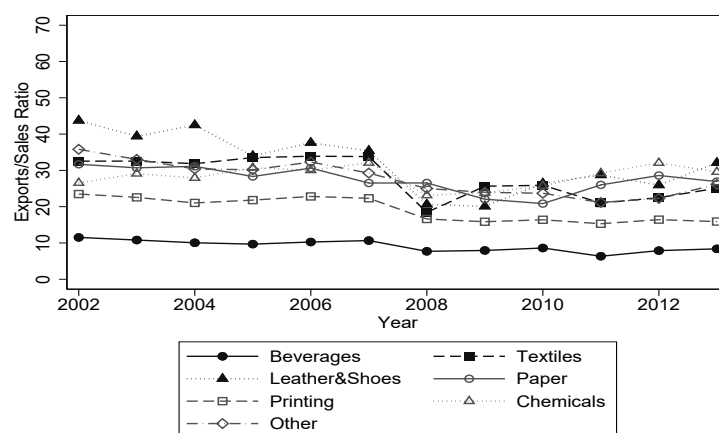 Exports/Sales Ratio
70
60
50
40
30
20
10
0
2002 2004 2006 2008 2010 2012
Year
Beverages Textiles
Leather&Shoes Paper
Printing Chemicals
Other